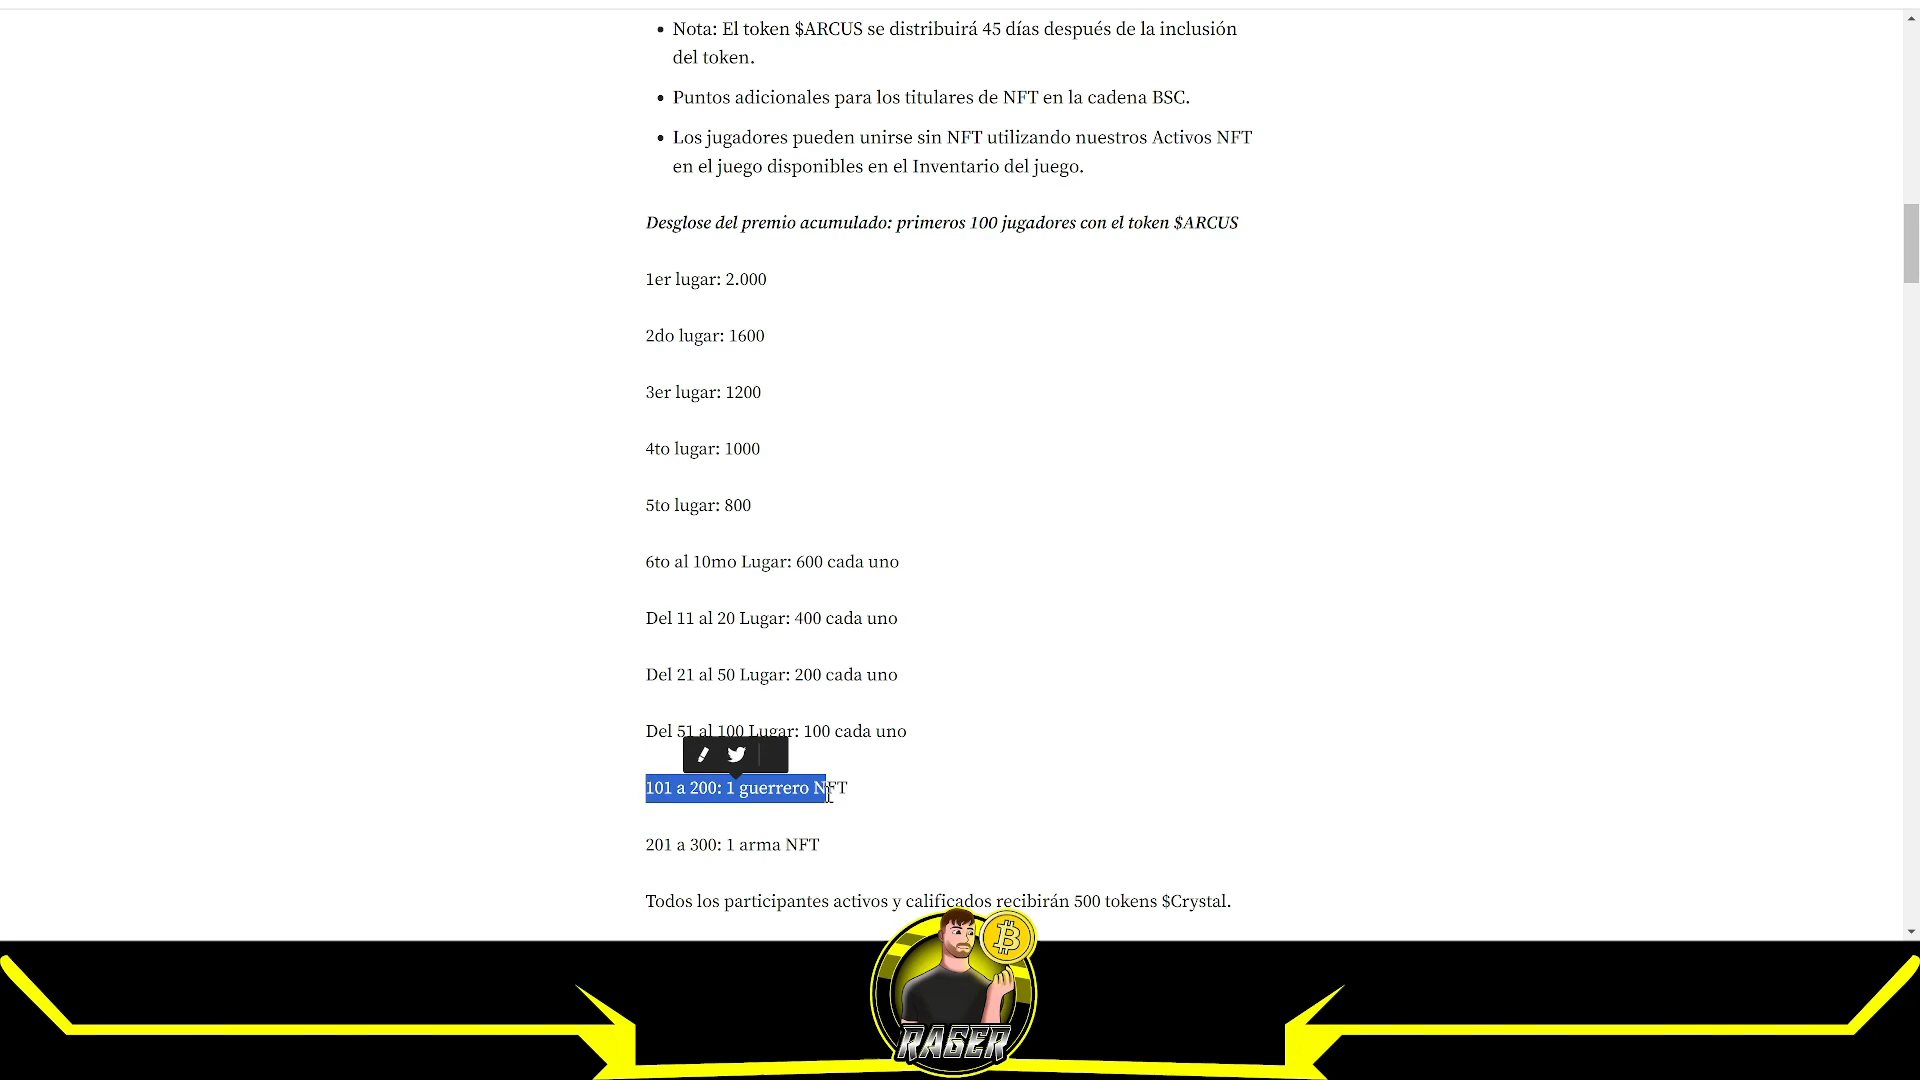 Nota: El token $ARCUS se distribuirá 45 días después de la inclusión
del token.
Puntos adicionales para los titulares de NFT en la cadena BSC.
Los jugadores pueden unirse sin NFT utilizando nuestros Activos NFT
en el juego disponibles en el Inventario del juego.
Desglose del premio acumulado: primeros 100 jugadores con el token $ARCUS
1er lugar: 2.000
2do lugar: 1600
3er lugar: 1200
4to lugar: 1000
5to lugar: 800
6to al 10mo Lugar: 600 cada uno
Del 11 al 20 Lugar: 400 cada uno
Del 21 al 50 Lugar: 200 cada uno
Del 51 al 100 Lugar: 100 cada uno
101 a 200: 1 guerrero NFT
201 a 300: 1 arma NFT
Todos los participantes activos y calificados recibirán 500 tokens $Crystal.
RAGER